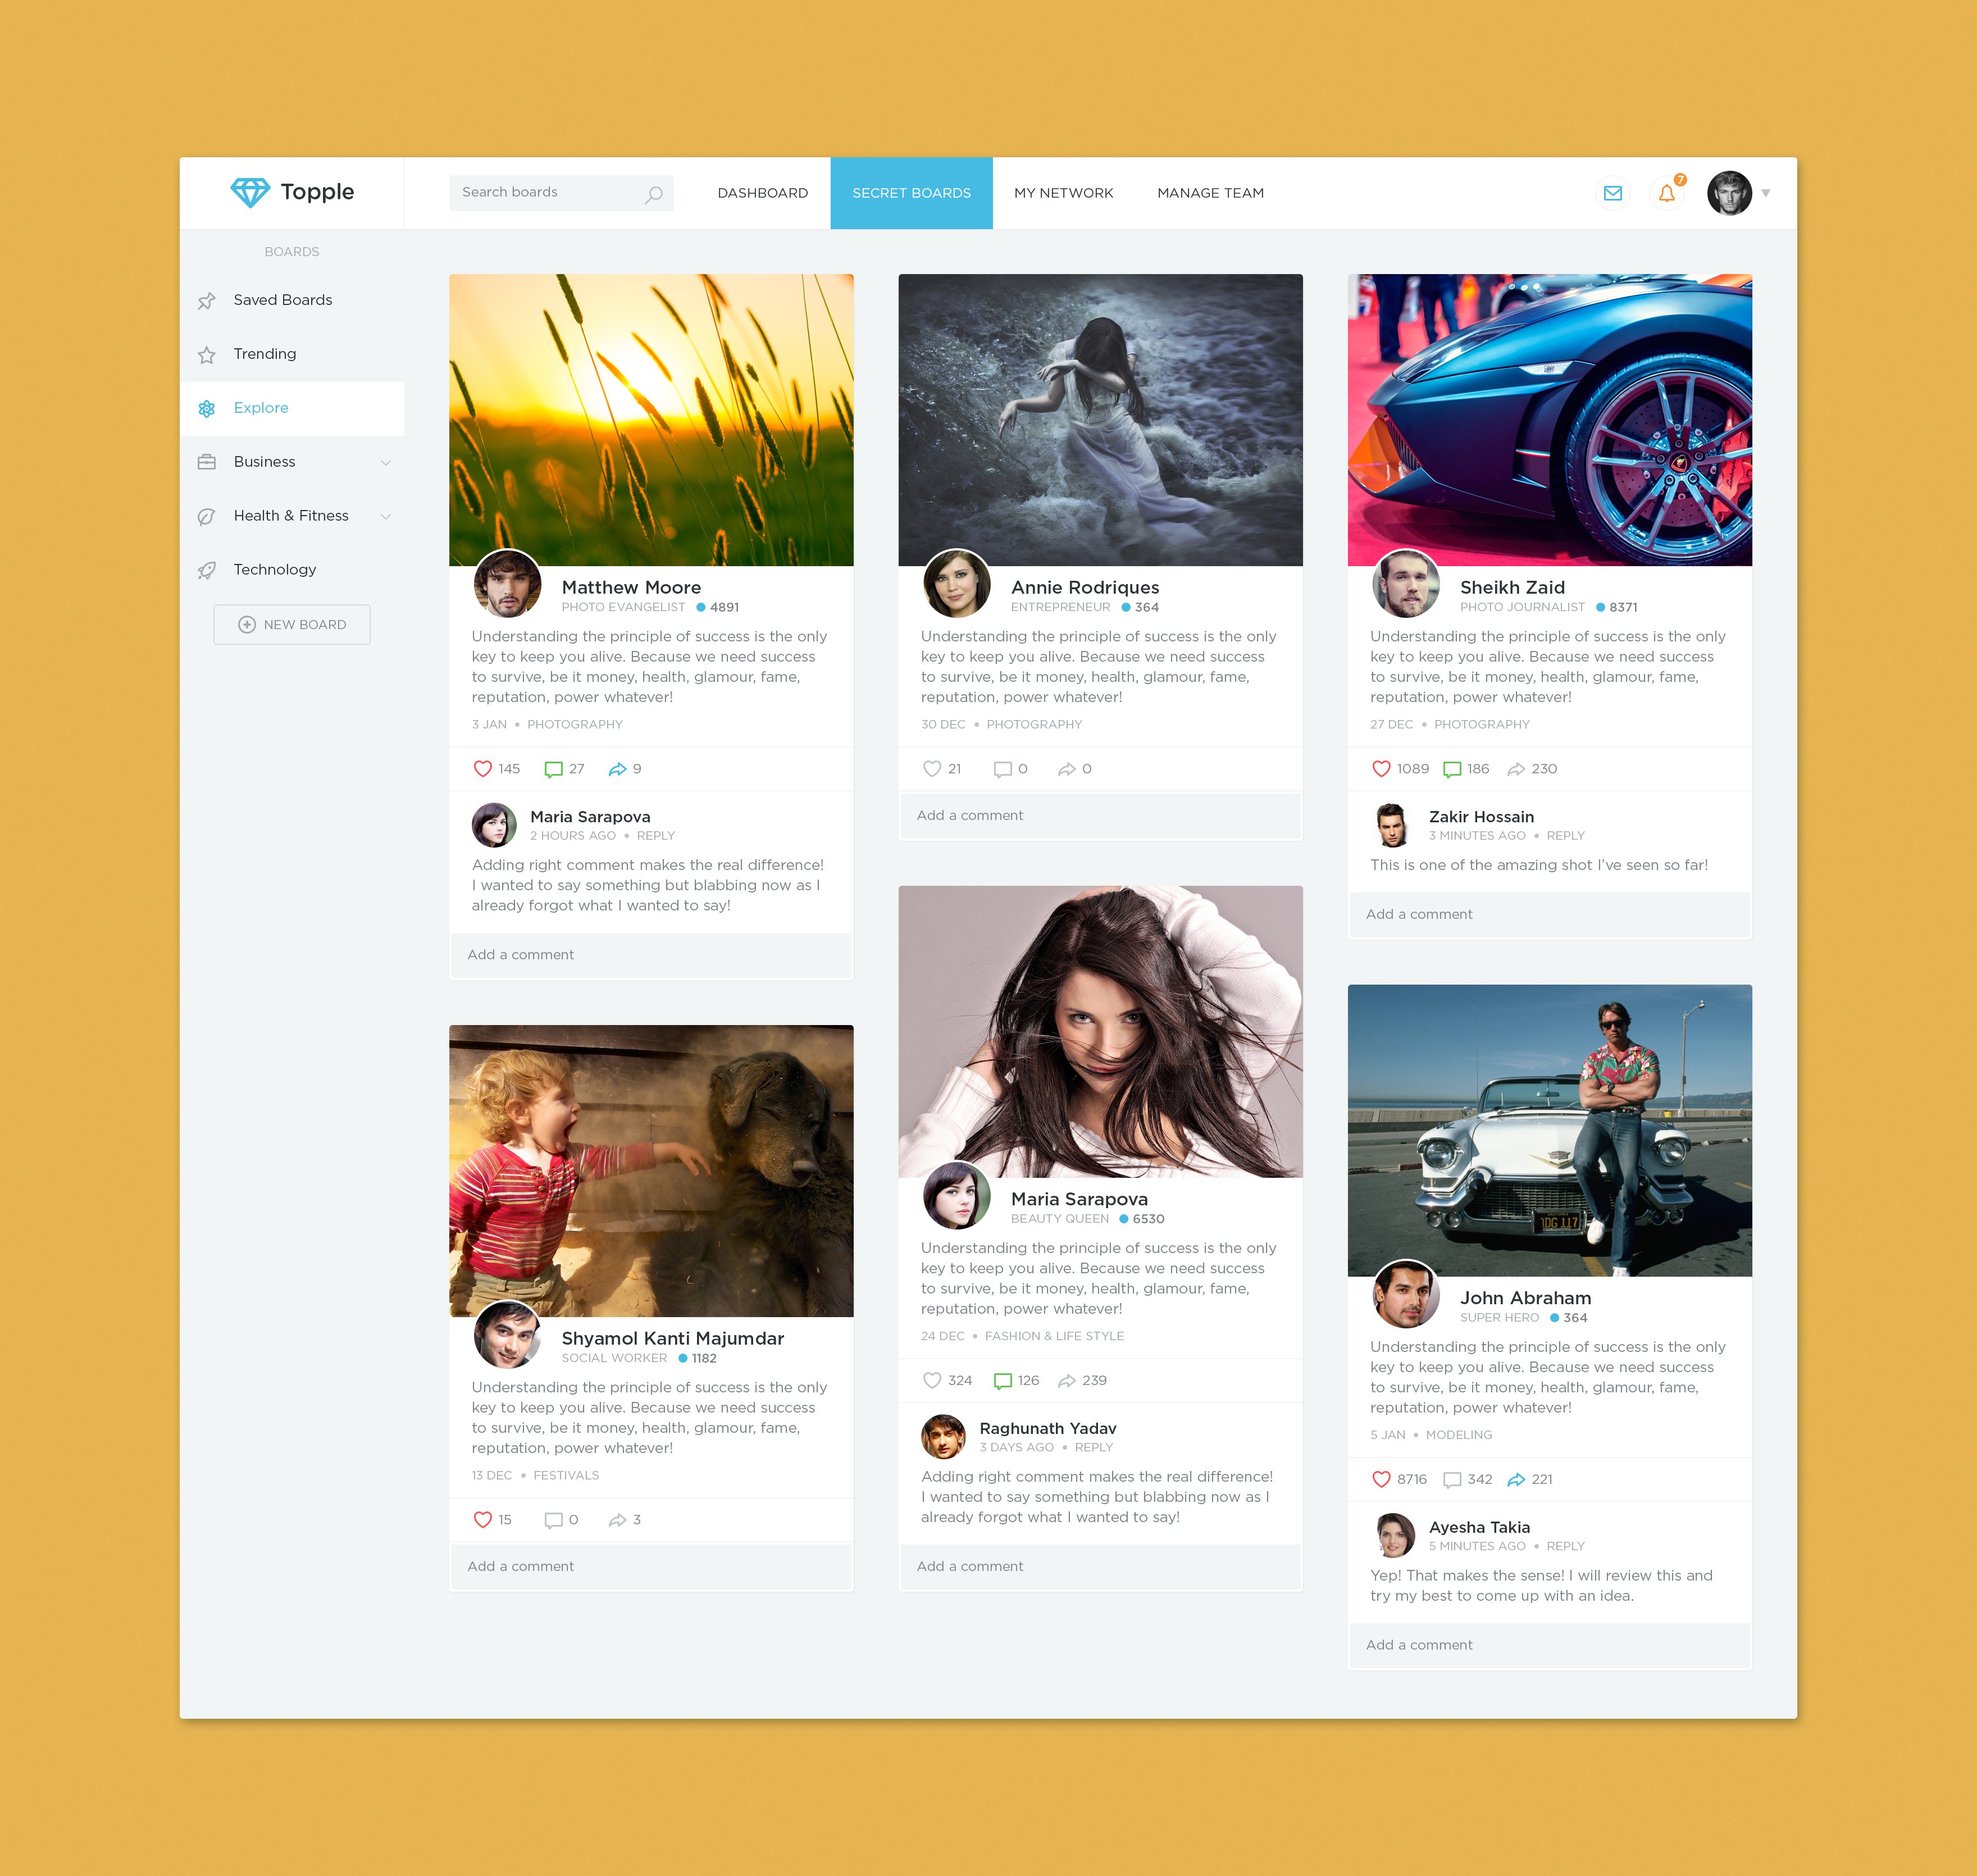 Topple
Search boards
DASHBOARD
SECRET BOARDS
MY NETWORK
MANAGE TEAM
7
BOARDS
Saved Boards
Trending
Explore
Business
Health & Fitness
Technology
NEW BOARD
Matthew Moore
PHOTO EVANGELIST 4891
Understanding the principle of success is the only
key to keep you alive. Because we need success
to survive, be it money, health, glamour, fame,
reputation, power whatever!
3 JAN • PHOTOGRAPHY
145 27 9
Maria Sarapova
2 HOURS AGO • REPLY
Adding right comment makes the real difference!
I wanted to say something but blabbing now as I
already forgot what I wanted to say!
Add a comment
Shyamol Kanti Majumdar
SOCIAL WORKER 1182
Understanding the principle of success is the only
key to keep you alive. Because we need success
to survive, be it money, health, glamour, fame,
reputation, power whatever!
13 DEC • FESTIVALS
15 0 3
Add a comment
Annie Rodriques
ENTREPRENEUR 364
Understanding the principle of success is the only
key to keep you alive. Because we need success
to survive, be it money, health, glamour, fame,
reputation, power whatever!
30 DEC • PHOTOGRAPHY
21 0 0
Add a comment
Maria Sarapova
BEAUTY QUEEN 6530
Understanding the principle of success is the only
key to keep you alive. Because we need success
to survive, be it money, health, glamour, fame,
reputation, power whatever!
24 DEC • FASHION & LIFE STYLE
324 126 239
Raghunath Yadav
3 DAYS AGO • REPLY
Adding right comment makes the real difference!
I wanted to say something but blabbing now as I
already forgot what I wanted to say!
Add a comment
Sheikh Zaid
PHOTO JOURNALIST 8371
Understanding the principle of success is the only
key to keep you alive. Because we need success
to survive, be it money, health, glamour, fame,
reputation, power whatever!
27 DEC • PHOTOGRAPHY
1089 186 230
Zakir Hossain
3 MINUTES AGO • REPLY
This is one of the amazing shot I've seen so far!
Add a comment
John Abraham
SUPER HERO 364
Understanding the principle of success is the only
key to keep you alive. Because we need success
to survive, be it money, health, glamour, fame,
reputation, power whatever!
5 JAN • MODELING
8716 342 221
Ayesha Takia
5 MINUTES AGO • REPLY
Yep! That makes the sense! I will review this and
try my best to come up with an idea.
Add a comment